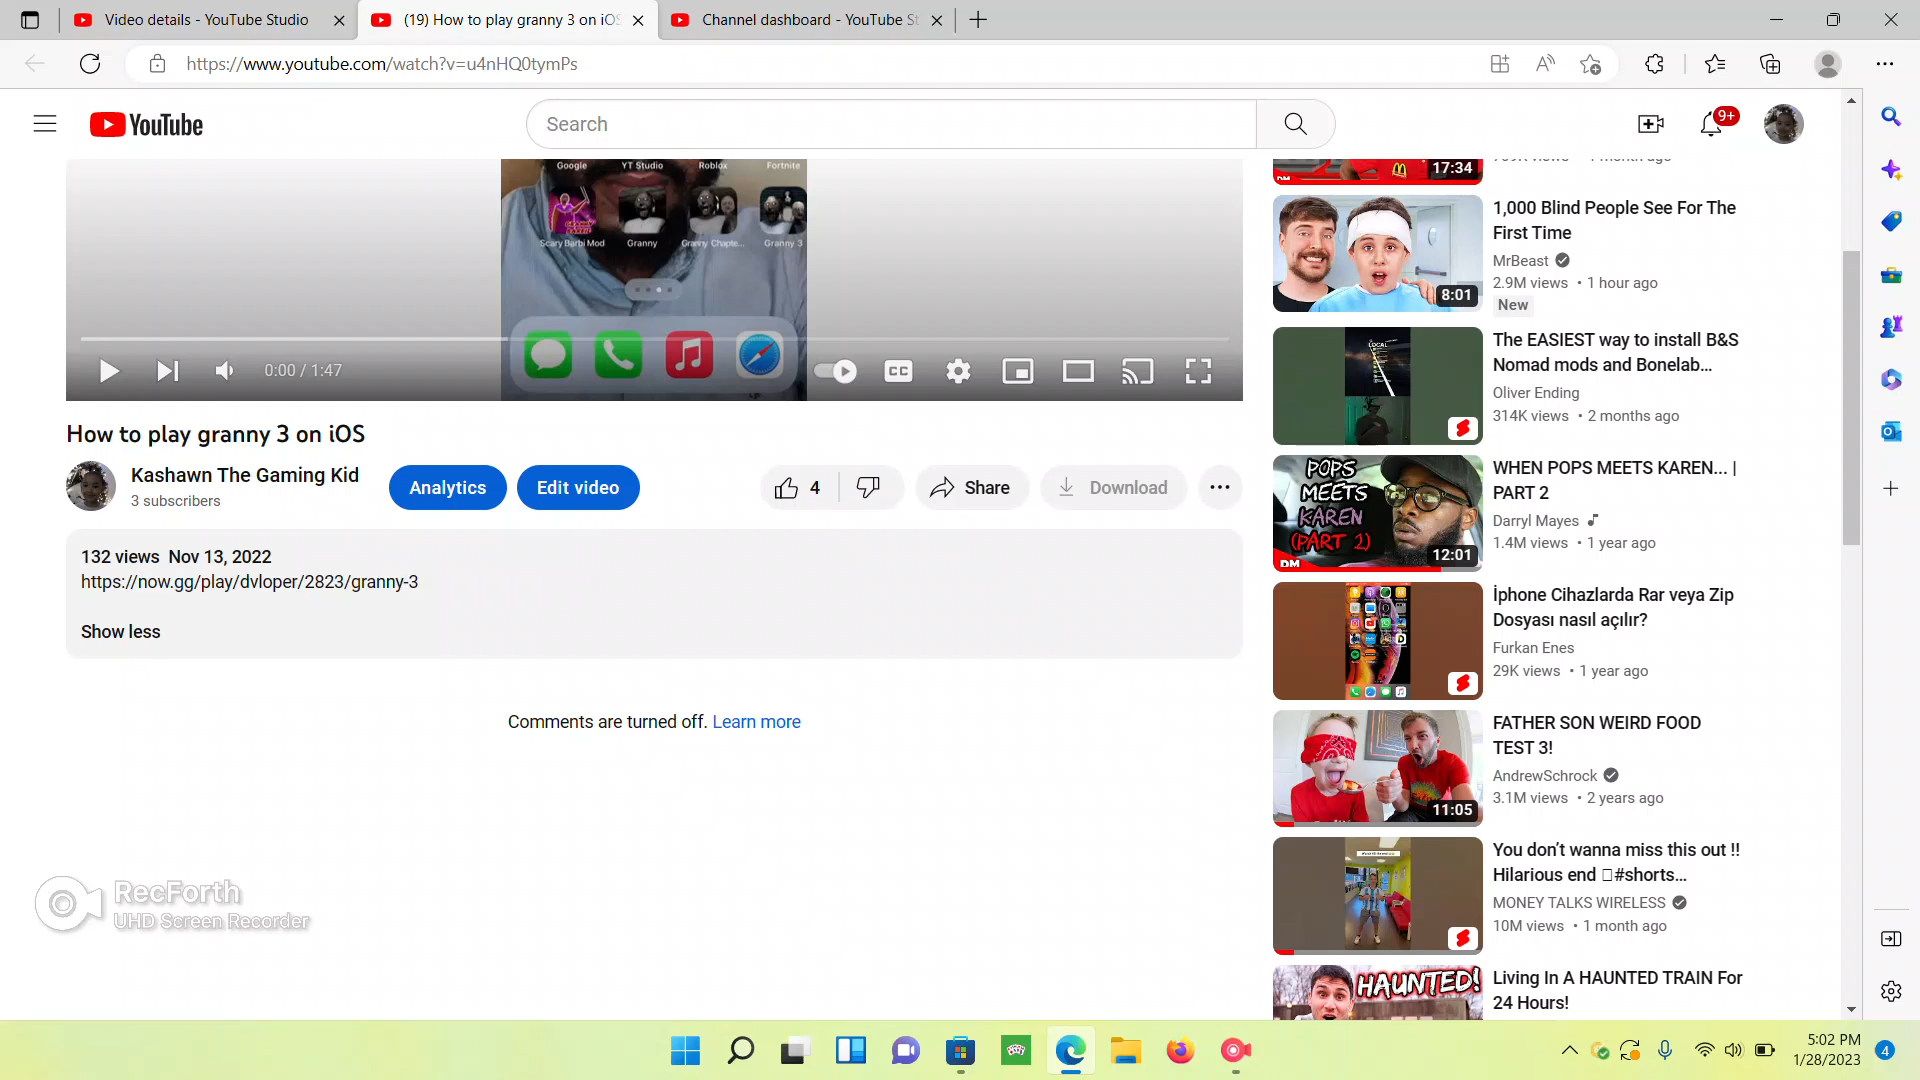 Video details - YouTube Studio
(19) How to play granny 3 on iOS
Channel dashboard - YouTube St
https://www.youtube.com/watch?v=u4nHQ0tymPs
YouTube
Search
9+
Google YT Studio Roblox Fortnite
Scary Barbi Mod Granny Granny Chapte... Granny 3
0:00 / 1:47
CC
How to play granny 3 on iOS
Kashawn The Gaming Kid
3 subscribers
Analytics
Edit video
4
Share
Download
132 views Nov 13, 2022
https://now.gg/play/dvloper/2823/granny-3
Show less
Comments are turned off. Learn more
RecForth
UHD Screen Recorder
17:34
DM
1,000 Blind People See For The
First Time
MrBeast
2.9M views • 1 hour ago
New
8:01
The EASIEST way to install B&S
Nomad mods and Bonelab...
Oliver Ending
314K views • 2 months ago
LOCAL
WHEN POPS MEETS KAREN... |
PART 2
Darryl Mayes
1.4M views • 1 year ago
POPS
MEETS
KAREN
(PART 2)
12:01
DM
İphone Cihazlarda Rar veya Zip
Dosyası nasıl açılır?
Furkan Enes
29K views • 1 year ago
FATHER SON WEIRD FOOD
TEST 3!
AndrewSchrock
3.1M views • 2 years ago
11:05
You don’t wanna miss this out !!
Hilarious end #shorts...
MONEY TALKS WIRELESS
10M views • 1 month ago
Living In A HAUNTED TRAIN For
24 Hours!
HAUNTED!
5:02 PM
1/28/2023
4